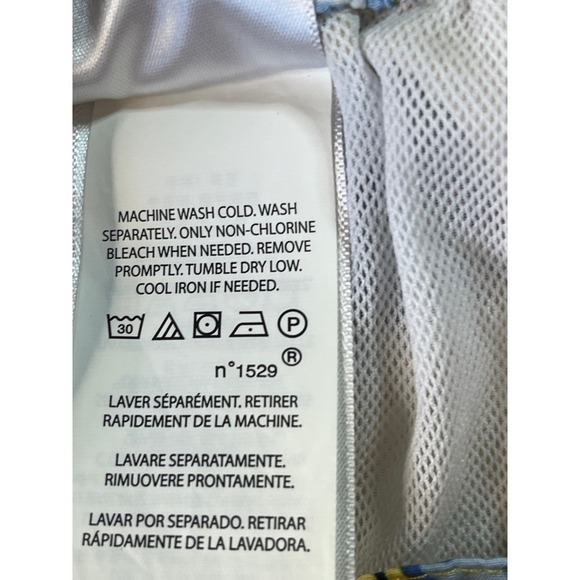 MACHINE WASH COLD. WASH
SEPARATELY. ONLY NON-CHLORINE
BLEACH WHEN NEEDED. REMOVE
PROMPTLY. TUMBLE DRY LOW.
COOL IRON IF NEEDED.
30 P
n°1529 ®
LAVER SÉPARÉMENT. RETIRER
RAPIDEMENT DE LA MACHINE.
LAVARE SEPARATAMENTE.
RIMUOVERE PRONTAMENTE.
LAVAR POR SEPARADO. RETIRAR
RÁPIDAMENTE DE LA LAVADORA.